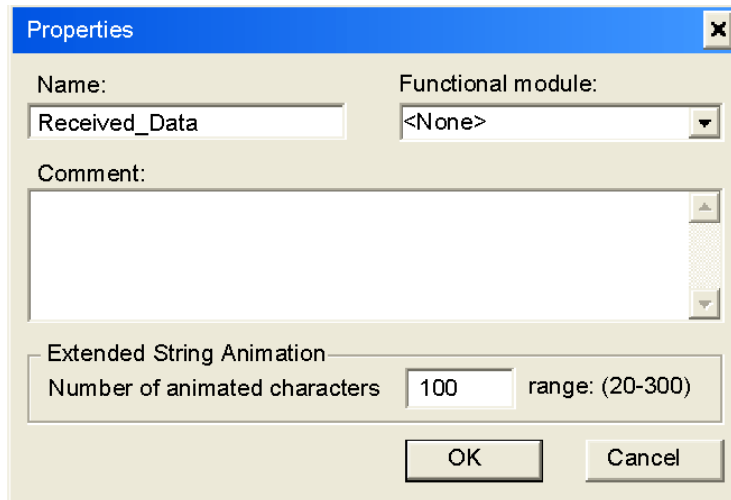 Properties
Name:
Functional module:
Received_Data
<None>
Comment:
Extended String Animation
Number of animated characters 100 range: (20-300)
OK Cancel